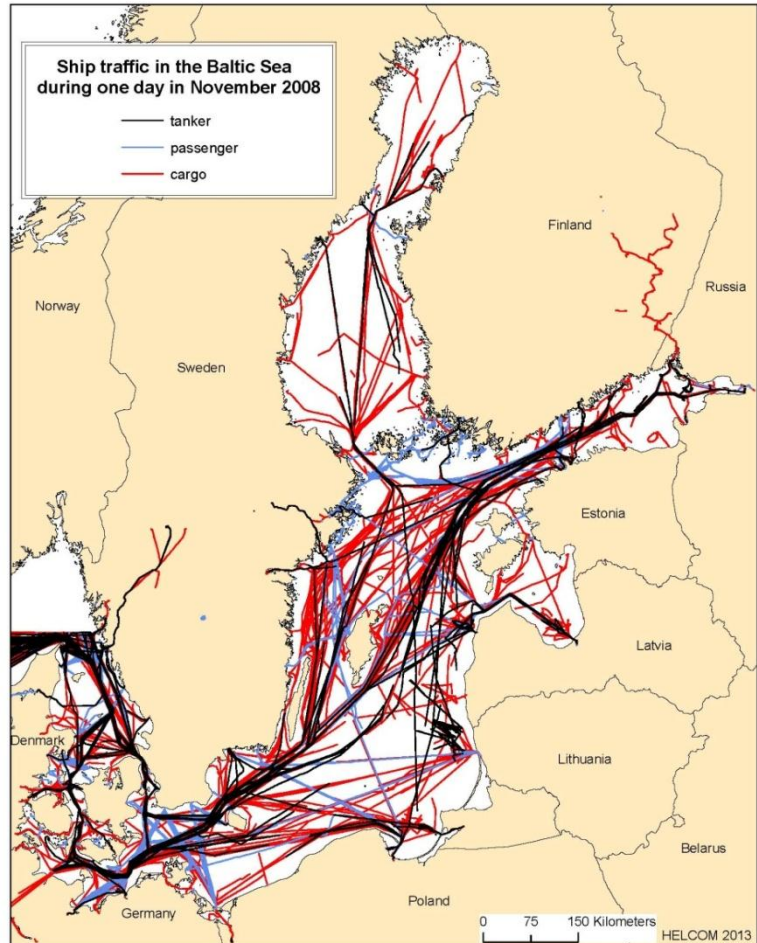 Ship traffic in the Baltic Sea
during one day in November 2008
tanker
passenger
cargo
Finland
Norway
Russia
Sweden
Estonia
Latvia
Denmark
Lithuania
Belarus
Poland
Germany
0 75 150 Kilometers
HELCOM 2013